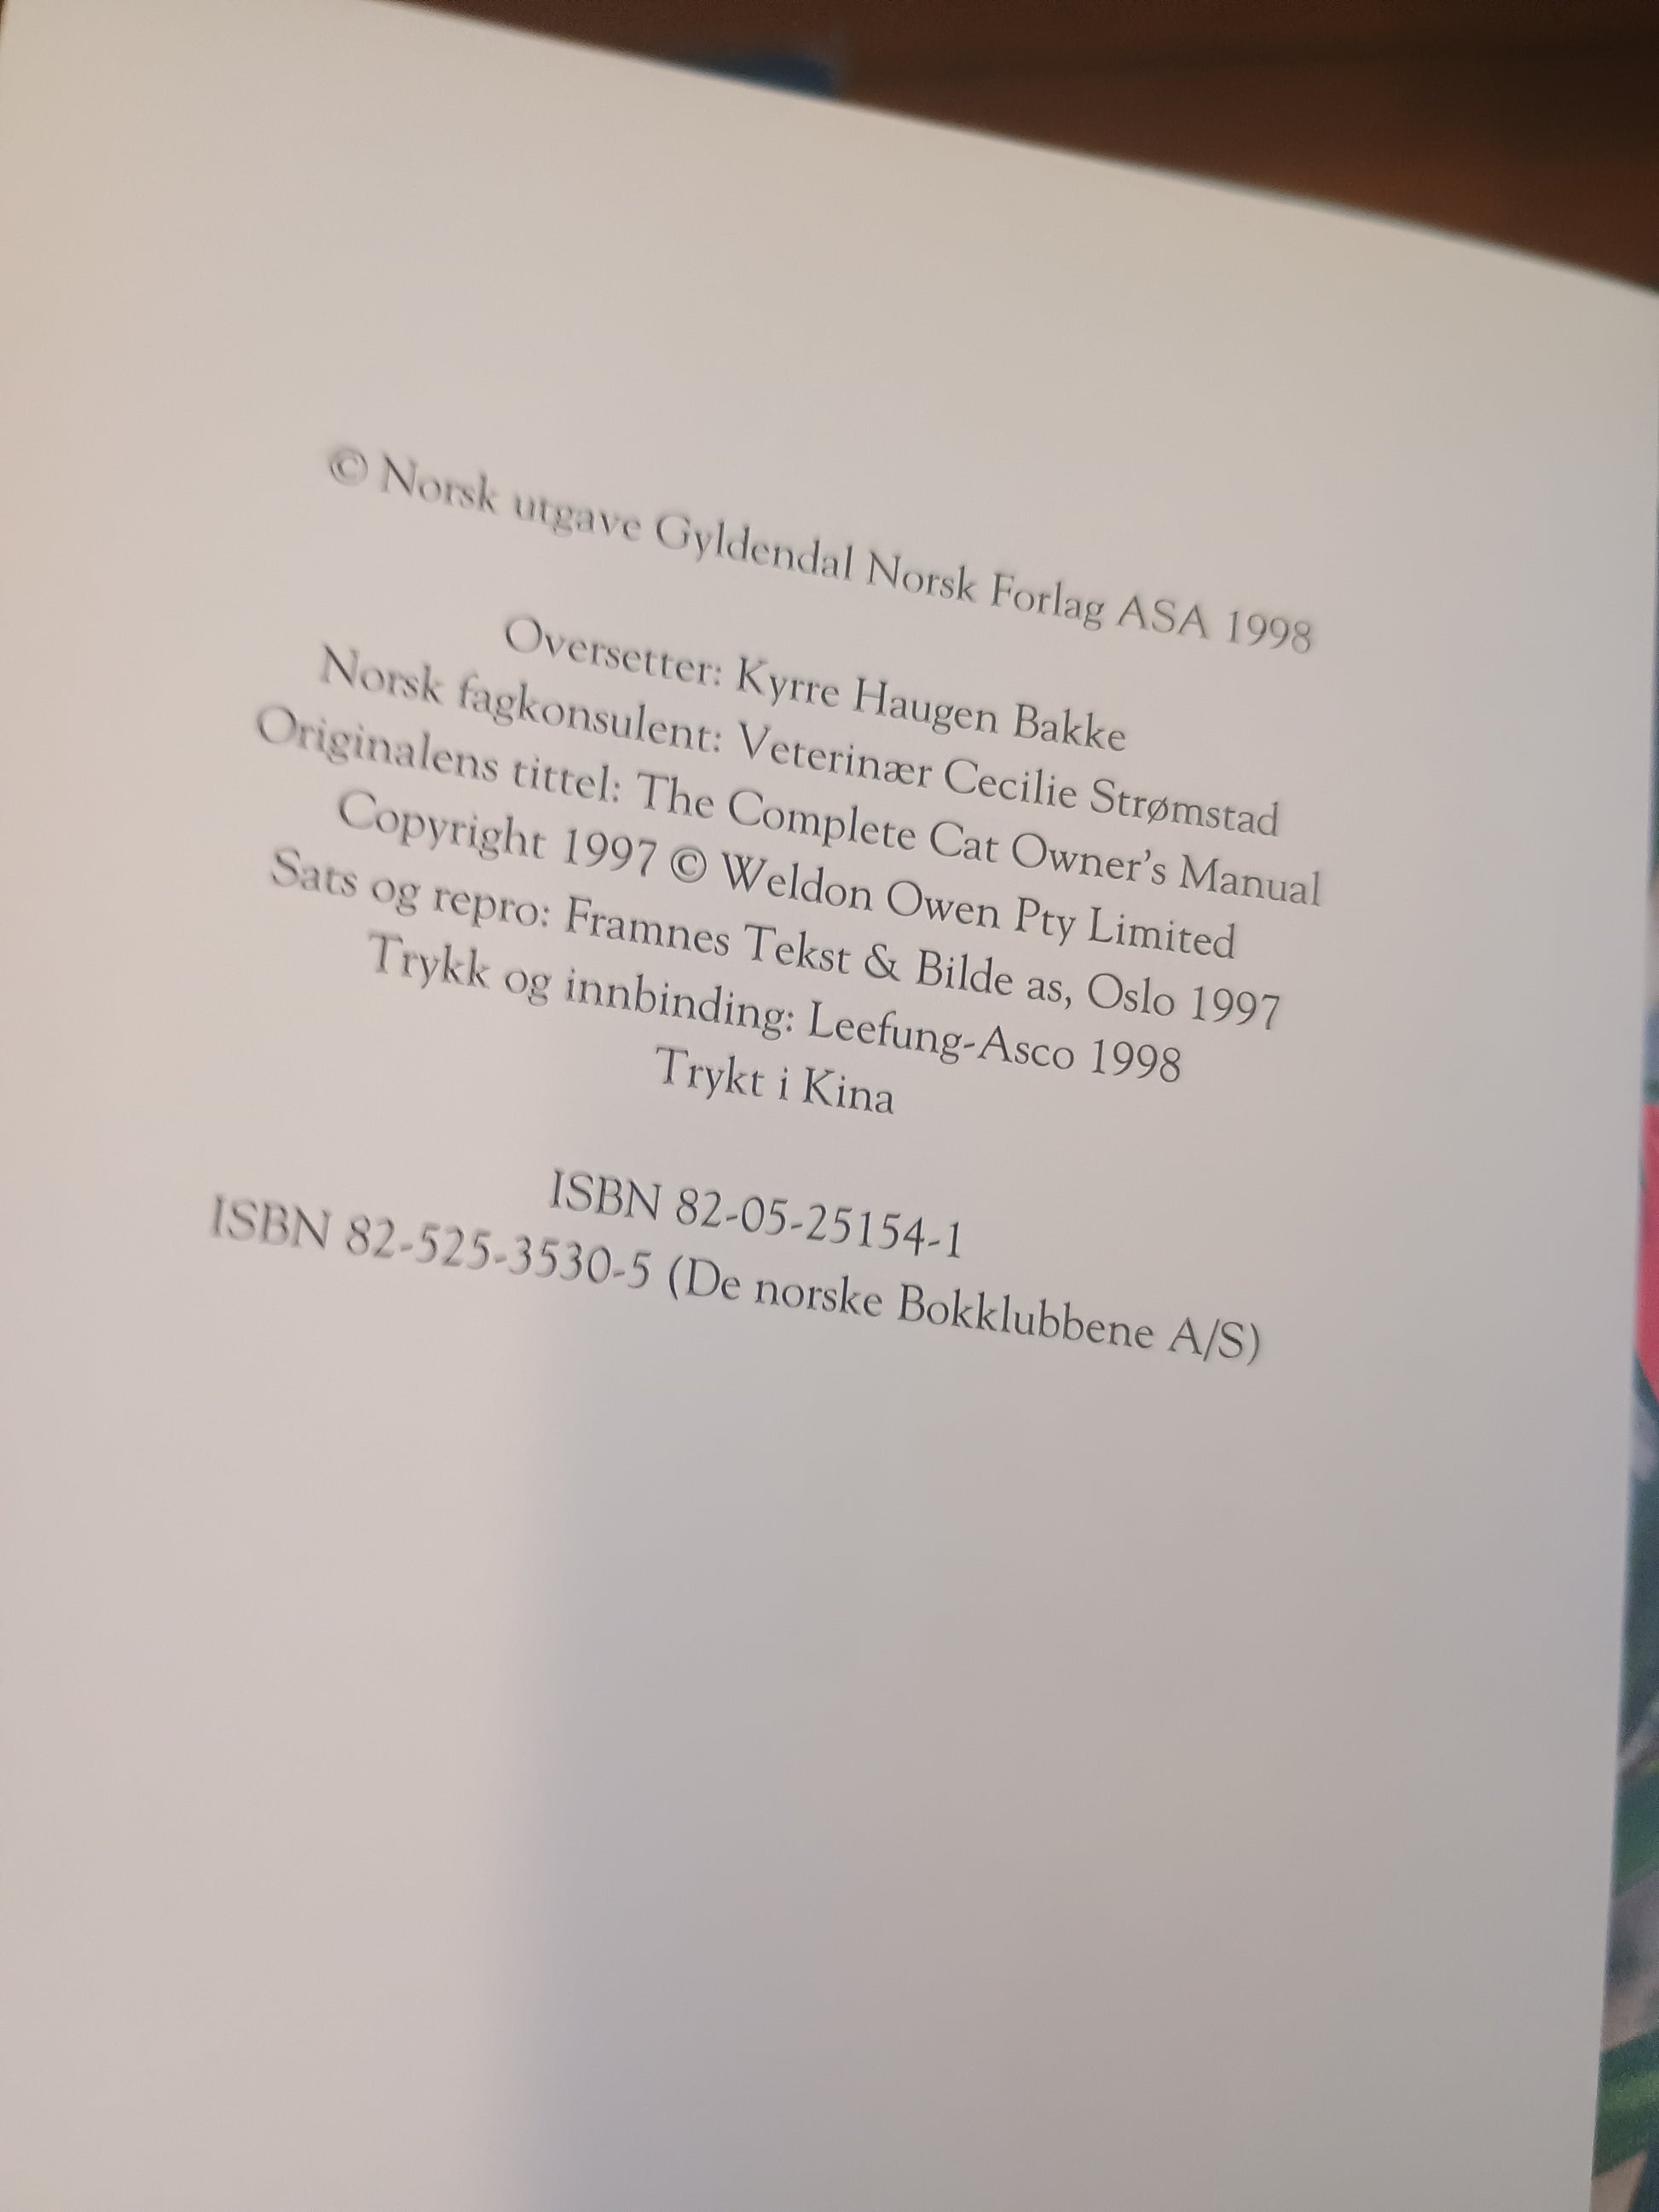 © Norsk utgave Gyldendal Norsk Forlag ASA 1998
Oversetter: Kyrre Haugen Bakke
Norsk fagkonsulent: Veterinær Cecilie Strømstad
Originalens tittel: The Complete Cat Owner's Manual
Copyright 1997 © Weldon Owen Pty Limited
Sats og repro: Framnes Tekst & Bilde as, Oslo 1997
Trykk og innbinding: Leefung-Asco 1998
Trykt i Kina
ISBN 82-05-25154-1
ISBN 82-525-3530-5 (De norske Bokklubbene A/S)